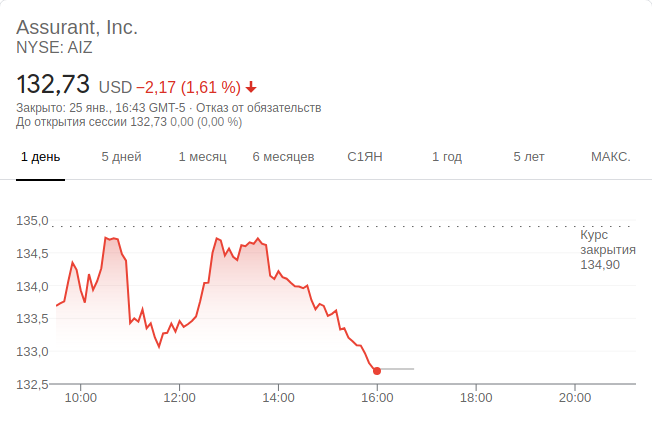 Assurant, Inc.
NYSE: AIZ
132,73 USD −2,17 (1,61 %)
Закрыто: 25 янв., 16:43 GMT-5 · Отказ от обязательств
До открытия сессии 132,73 0,00 (0,00 %)
1 день 5 дней 1 месяц 6 месяцев С1ЯН 1 год 5 лет МАКС.
135,0
Курс
закрытия
134,90
134,5
134,0
133,5
133,0
132,5
10:00 12:00 14:00 16:00 18:00 20:00